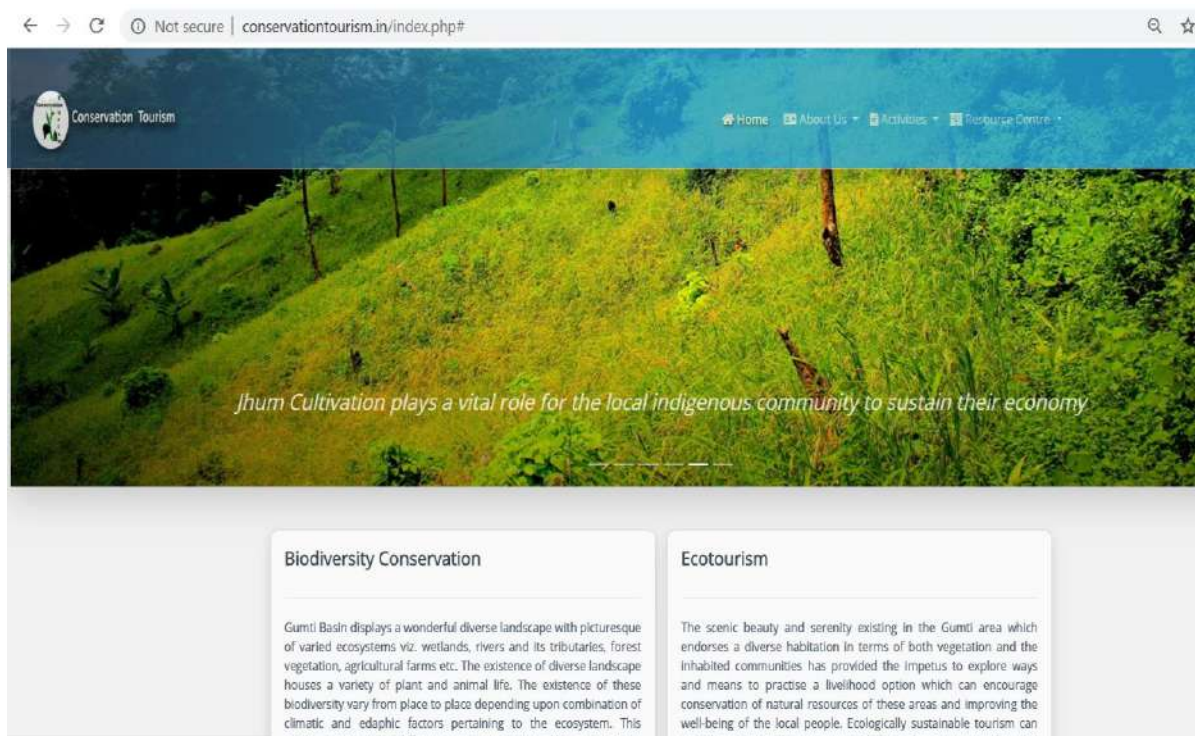 Not secure | conservationtourism.in/index.php#
Conservation Tourism
Home About Us Activities Resource Centre
Jhum Cultivation plays a vital role for the local indigenous community to sustain their economy
Biodiversity Conservation
Gumti Basin displays a wonderful diverse landscape with picturesque
of varied ecosystems viz. wetlands, rivers and its tributaries, forest
vegetation, agricultural farms etc. The existence of diverse landscape
houses a variety of plant and animal life. The existence of these
biodiversity vary from place to place depending upon combination of
climatic and edaphic factors pertaining to the ecosystem. This
Ecotourism
The scenic beauty and serenity existing in the Gumti area which
endorses a diverse habitation in terms of both vegetation and the
inhabited communities has provided the impetus to explore ways
and means to practise a livelihood option which can encourage
conservation of natural resources of these areas and improving the
well-being of the local people. Ecologically sustainable tourism can